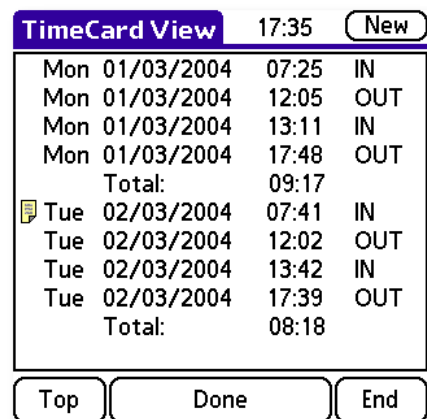 TimeCard View 17:35 New
Mon 01/03/2004 07:25 IN
Mon 01/03/2004 12:05 OUT
Mon 01/03/2004 13:11 IN
Mon 01/03/2004 17:48 OUT
Total: 09:17
Tue 02/03/2004 07:41 IN
Tue 02/03/2004 12:02 OUT
Tue 02/03/2004 13:42 IN
Tue 02/03/2004 17:39 OUT
Total: 08:18
Top Done End